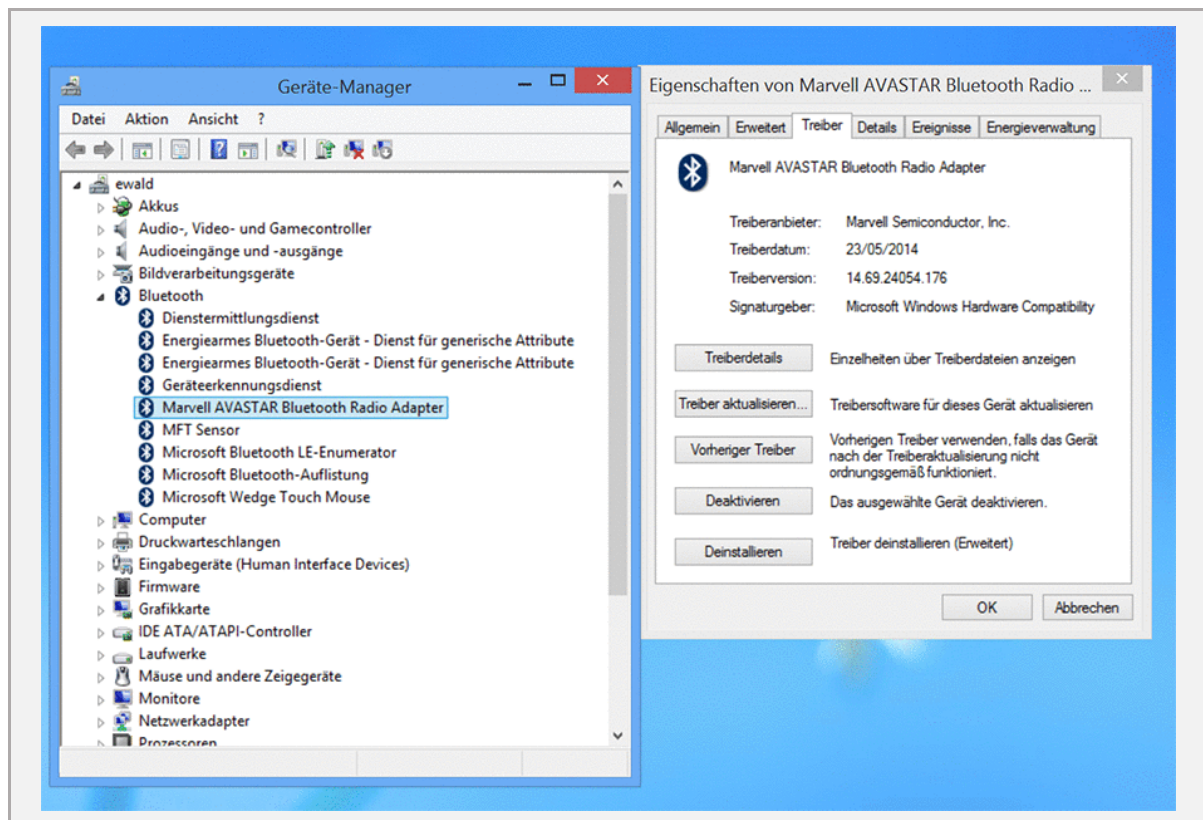 Geräte-Manager
Datei Aktion Ansicht ?
ewald
Akkus
Audio-, Video- und Gamecontroller
Audioeingänge und -ausgänge
Bildverarbeitungsgeräte
Bluetooth
Dienstermittlungsdienst
Energiearmes Bluetooth-Gerät - Dienst für generische Attribute
Energiearmes Bluetooth-Gerät - Dienst für generische Attribute
Geräteerkennungsdienst
Marvell AVASTAR Bluetooth Radio Adapter
MFT Sensor
Microsoft Bluetooth LE-Enumerator
Microsoft Bluetooth-Auflistung
Microsoft Wedge Touch Mouse
Computer
Druckwarteschlangen
Eingabegeräte (Human Interface Devices)
Firmware
Grafikkarte
IDE ATA/ATAPI-Controller
Laufwerke
Mäuse und andere Zeigegeräte
Monitore
Netzwerkadapter
Prozessoren
Eigenschaften von Marvell AVASTAR Bluetooth Radio ...
Allgemein Erweitert Treiber Details Ereignisse Energieverwaltung
Marvell AVASTAR Bluetooth Radio Adapter
Treiberanbieter: Marvell Semiconductor, Inc.
Treiberdatum: 23/05/2014
Treiberversion: 14.69.24054.176
Signaturgeber: Microsoft Windows Hardware Compatibility
Treiberdetails Einzelheiten über Treiberdateien anzeigen
Treiber aktualisieren... Treibersoftware für dieses Gerät aktualisieren
Vorheriger Treiber Vorherigen Treiber verwenden, falls das Gerät
nach der Treiberaktualisierung nicht
ordnungsgemäß funktioniert.
Deaktivieren Das ausgewählte Gerät deaktivieren.
Deinstallieren Treiber deinstallieren (Erweitert)
OK Abbrechen